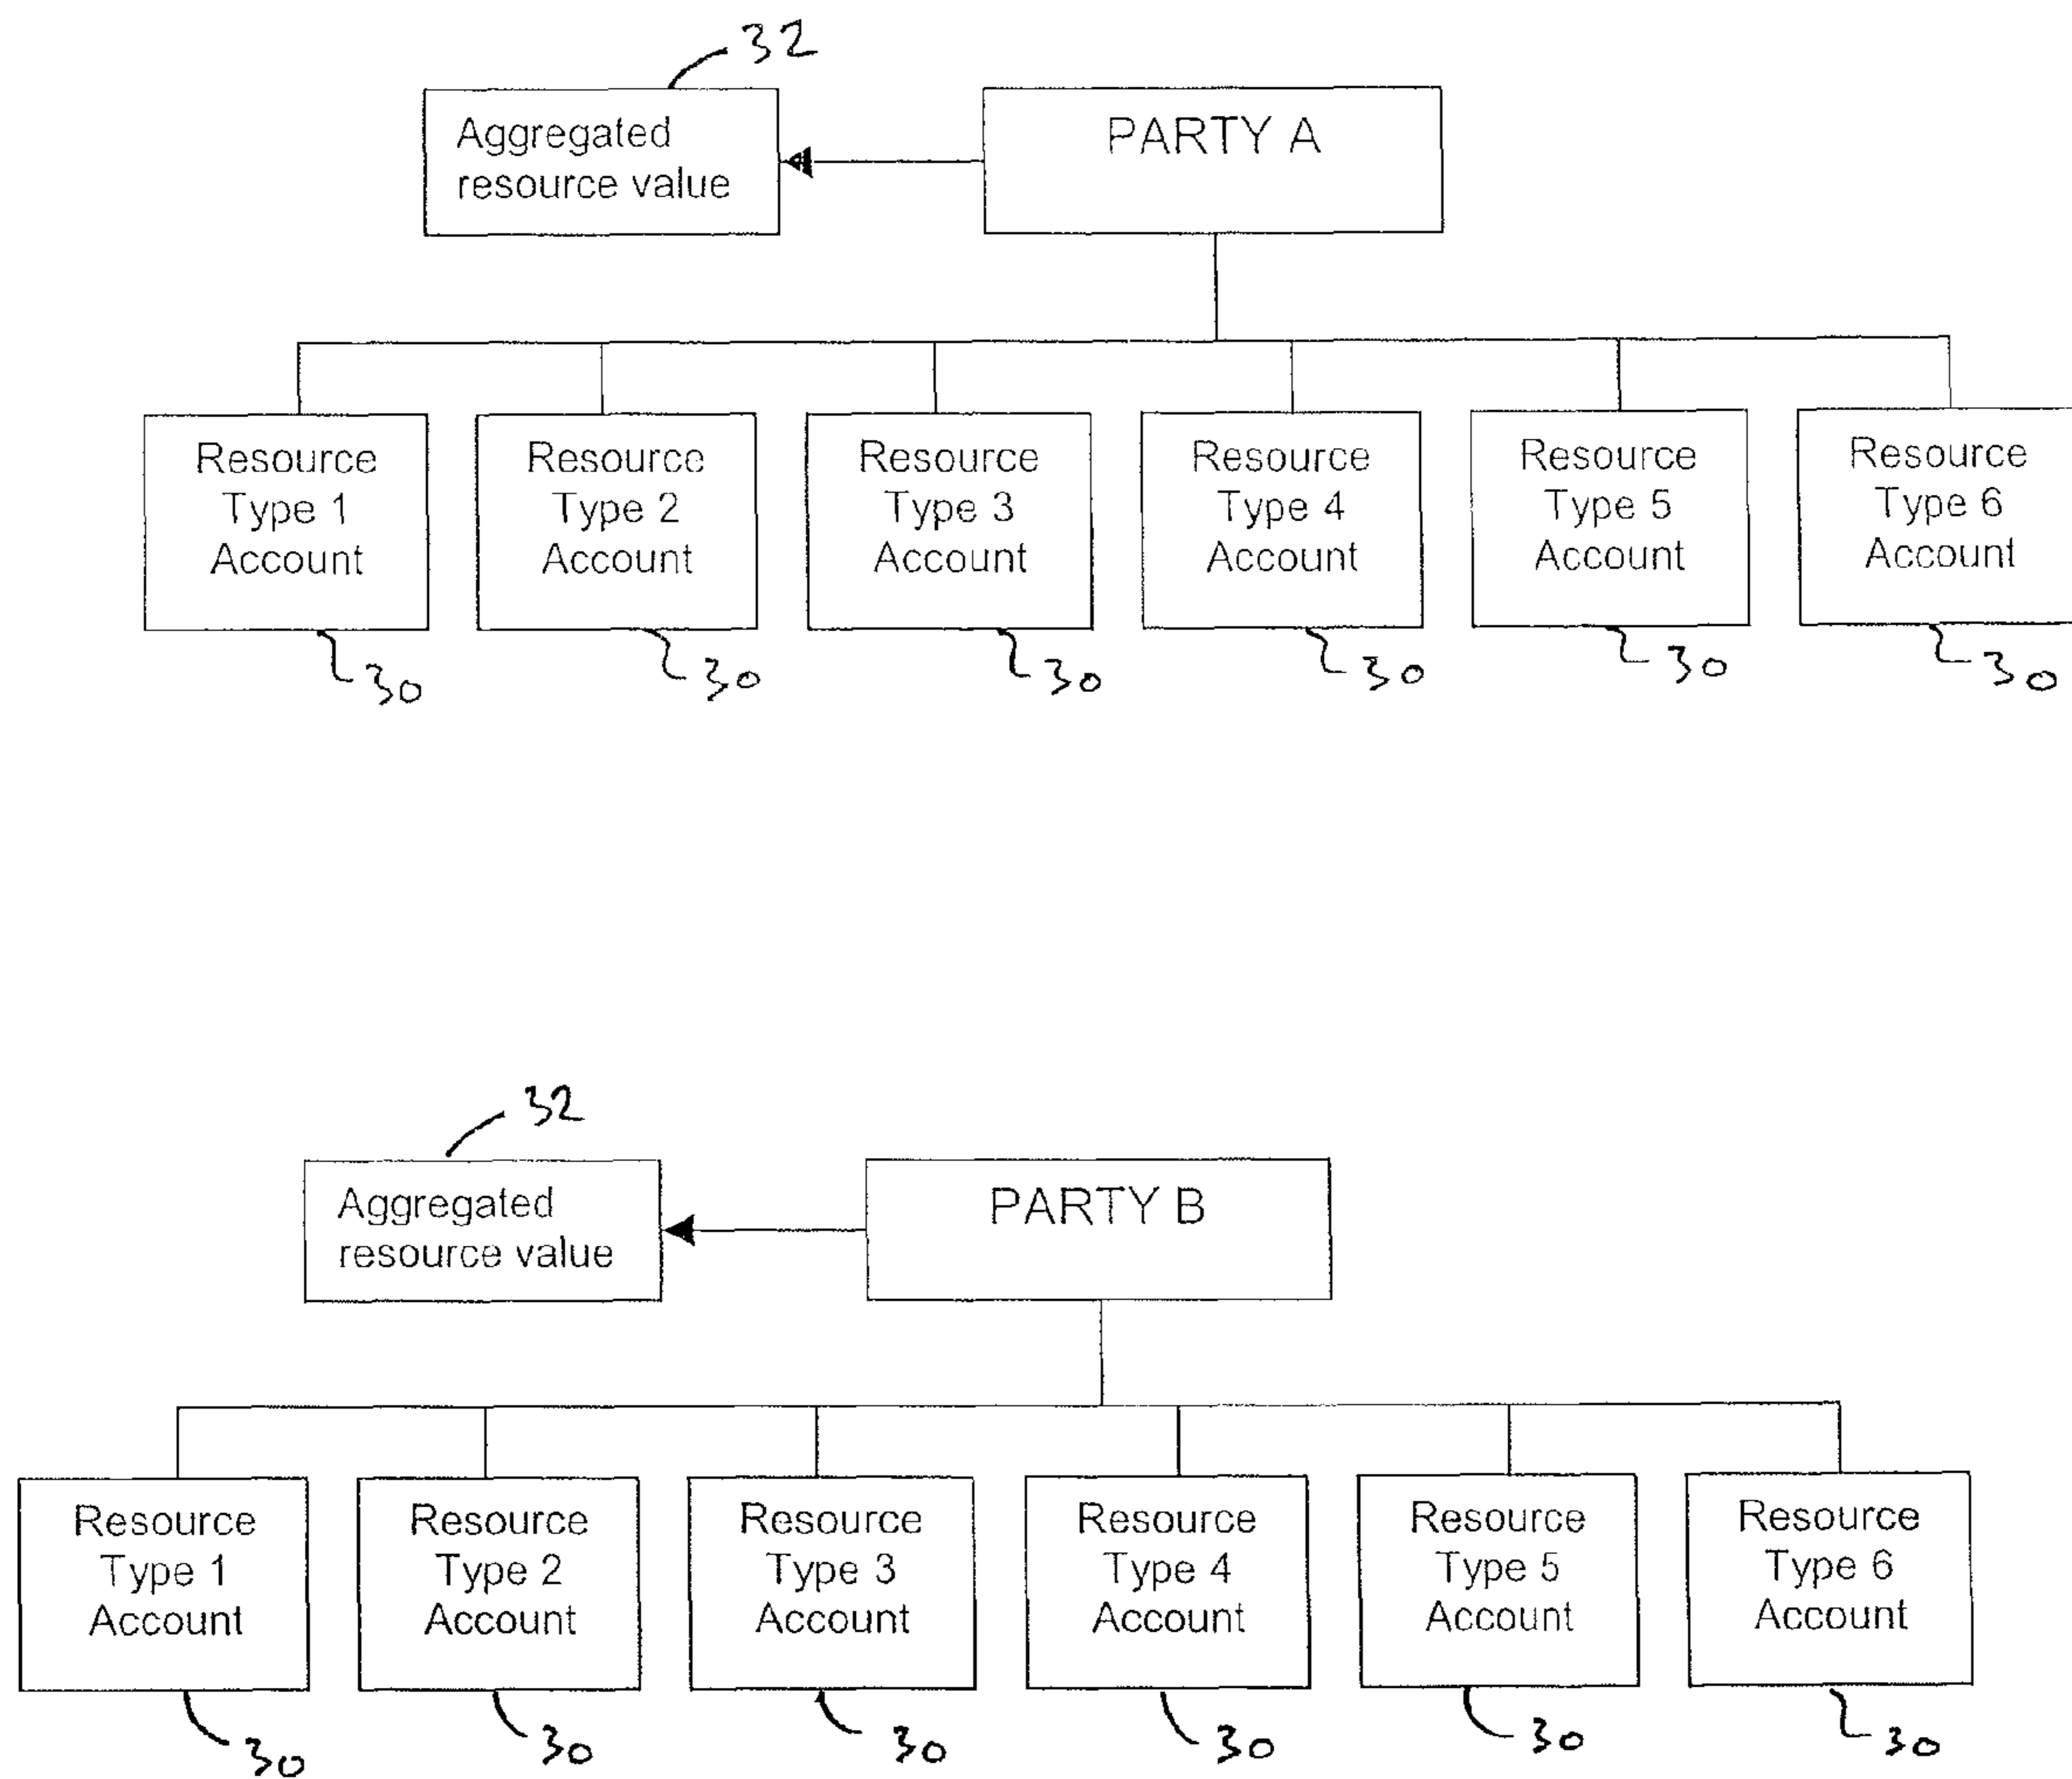 32
Aggregated
resource value
PARTY A
Resource
Type 1
Account
Resource
Type 2
Account
Resource
Type 3
Account
Resource
Type 4
Account
Resource
Type 5
Account
Resource
Type 6
Account
30
30
30
30
30
30
32
Aggregated
resource value
PARTY B
Resource
Type 1
Account
Resource
Type 2
Account
Resource
Type 3
Account
Resource
Type 4
Account
Resource
Type 5
Account
Resource
Type 6
Account
30
30
30
30
30
30